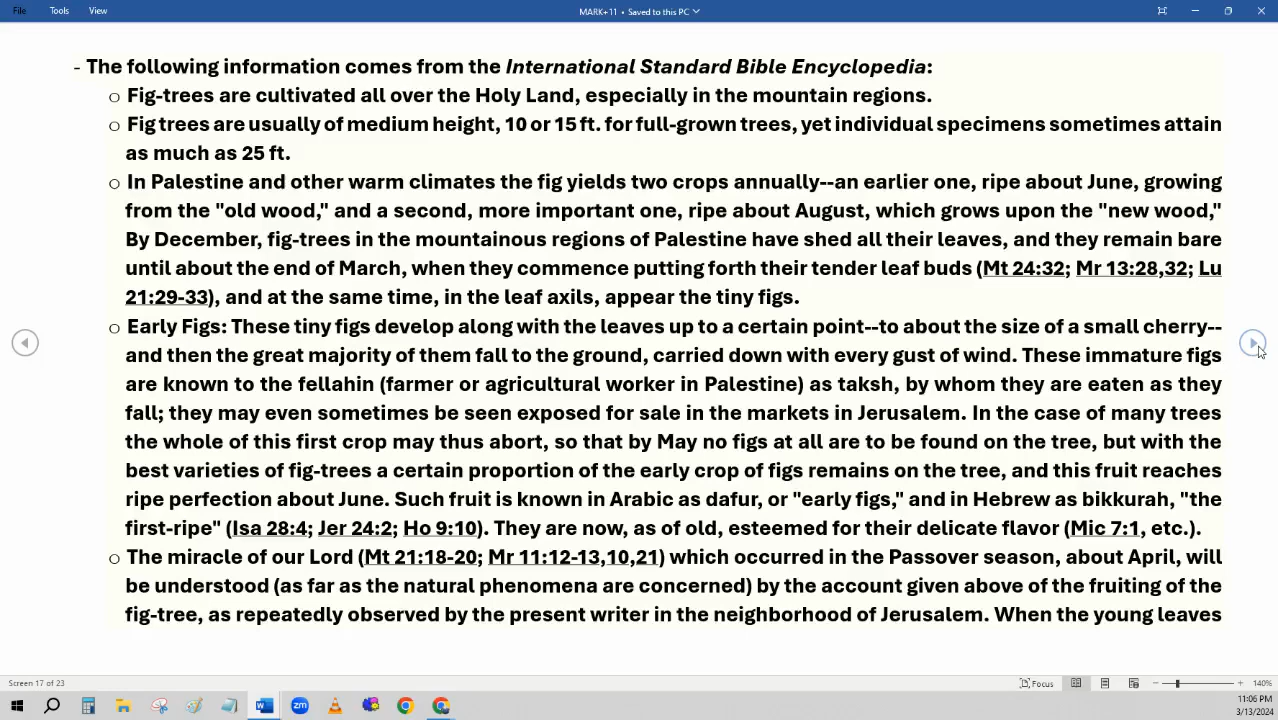 File Tools View MARK+11 • Saved to this PC
- The following information comes from the International Standard Bible Encyclopedia:
o Fig-trees are cultivated all over the Holy Land, especially in the mountain regions.
o Fig trees are usually of medium height, 10 or 15 ft. for full-grown trees, yet individual specimens sometimes attain
as much as 25 ft.
o In Palestine and other warm climates the fig yields two crops annually--an earlier one, ripe about June, growing
from the "old wood," and a second, more important one, ripe about August, which grows upon the "new wood,"
By December, fig-trees in the mountainous regions of Palestine have shed all their leaves, and they remain bare
until about the end of March, when they commence putting forth their tender leaf buds (Mt 24:32; Mr 13:28,32; Lu
21:29-33), and at the same time, in the leaf axils, appear the tiny figs.
o Early Figs: These tiny figs develop along with the leaves up to a certain point--to about the size of a small cherry--
and then the great majority of them fall to the ground, carried down with every gust of wind. These immature figs
are known to the fellahin (farmer or agricultural worker in Palestine) as taksh, by whom they are eaten as they
fall; they may even sometimes be seen exposed for sale in the markets in Jerusalem. In the case of many trees
the whole of this first crop may thus abort, so that by May no figs at all are to be found on the tree, but with the
best varieties of fig-trees a certain proportion of the early crop of figs remains on the tree, and this fruit reaches
ripe perfection about June. Such fruit is known in Arabic as dafur, or "early figs," and in Hebrew as bikkurah, "the
first-ripe" (Isa 28:4; Jer 24:2; Ho 9:10). They are now, as of old, esteemed for their delicate flavor (Mic 7:1, etc.).
o The miracle of our Lord (Mt 21:18-20; Mr 11:12-13,10,21) which occurred in the Passover season, about April, will
be understood (as far as the natural phenomena are concerned) by the account given above of the fruiting of the
fig-tree, as repeatedly observed by the present writer in the neighborhood of Jerusalem. When the young leaves
Screen 17 of 23 Focus 140%
zm 11:06 PM
3/13/2024